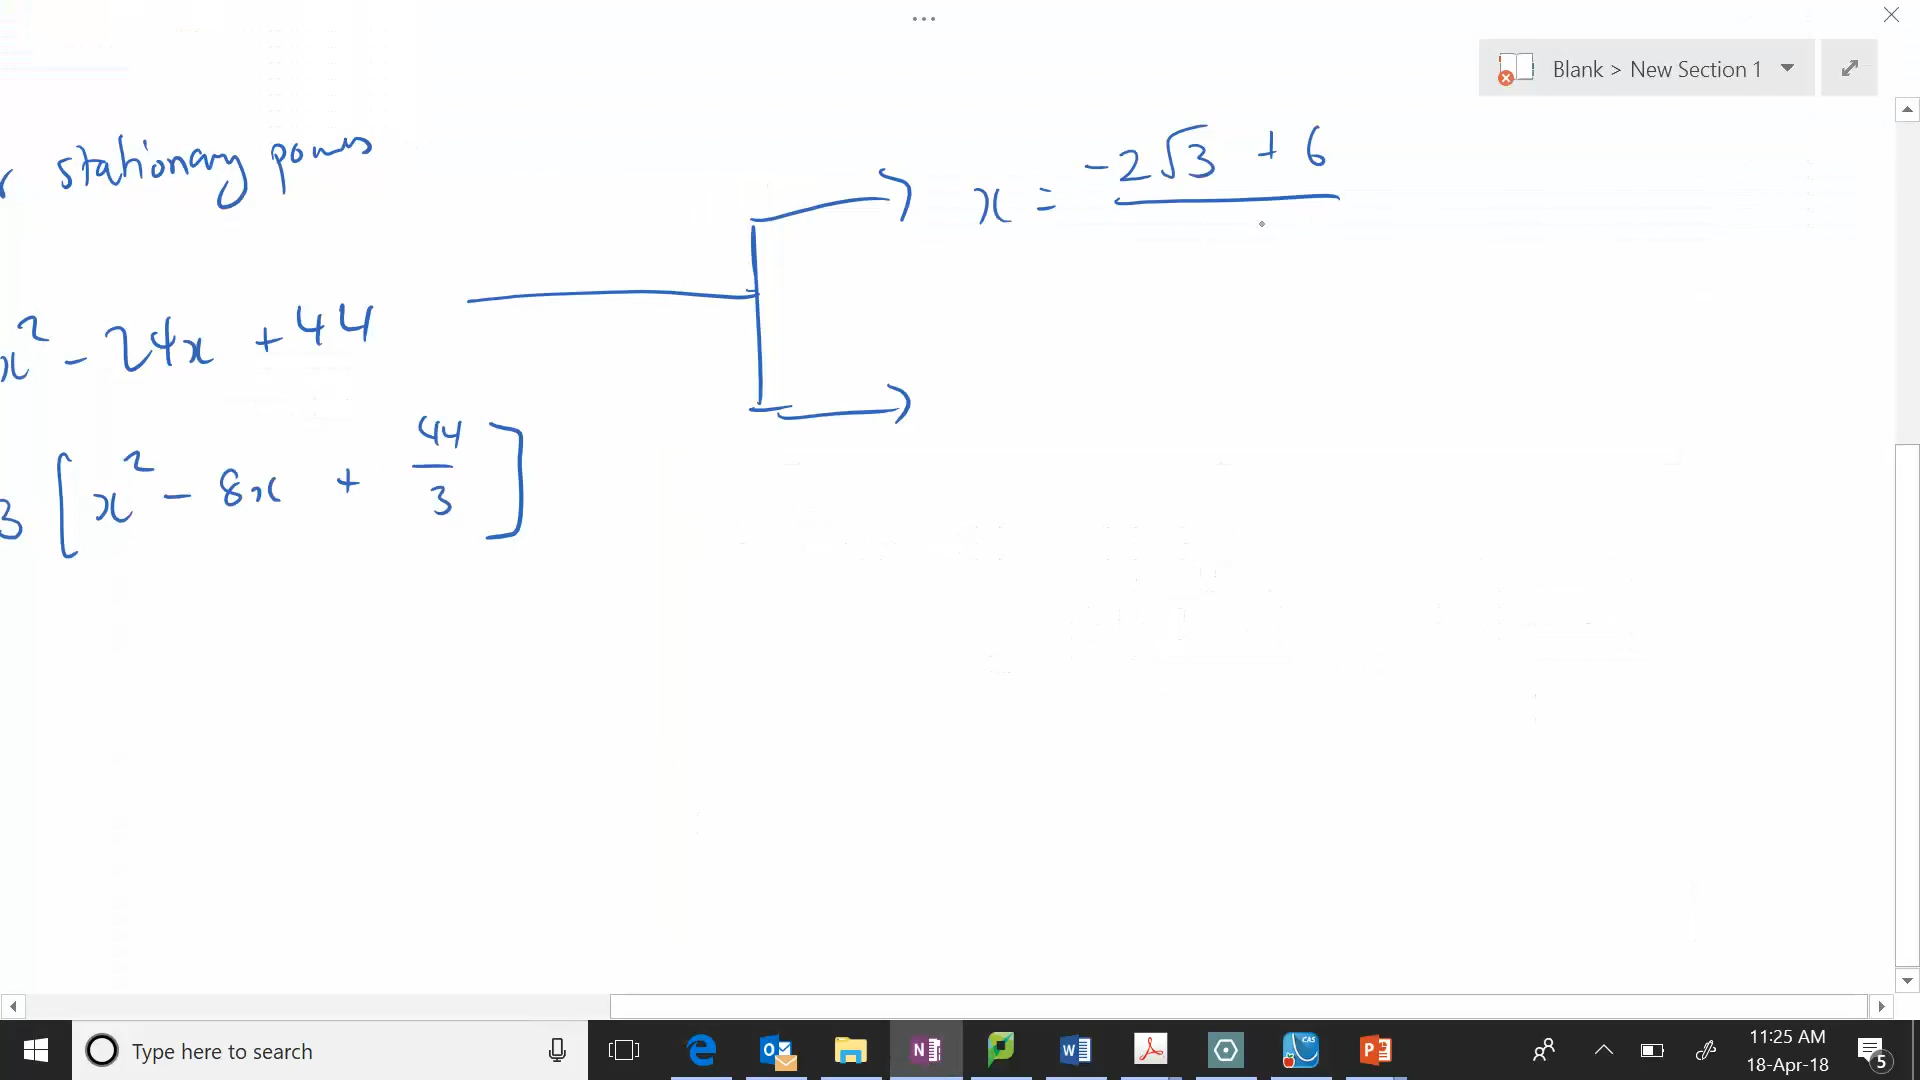 ...
Blank > New Section 1
r stationary
x² - 24x + 44
3 [x² - 8x + 44/3]
x = -2√3 + 6
Type here to search
11:25 AM
18-Apr-18
5